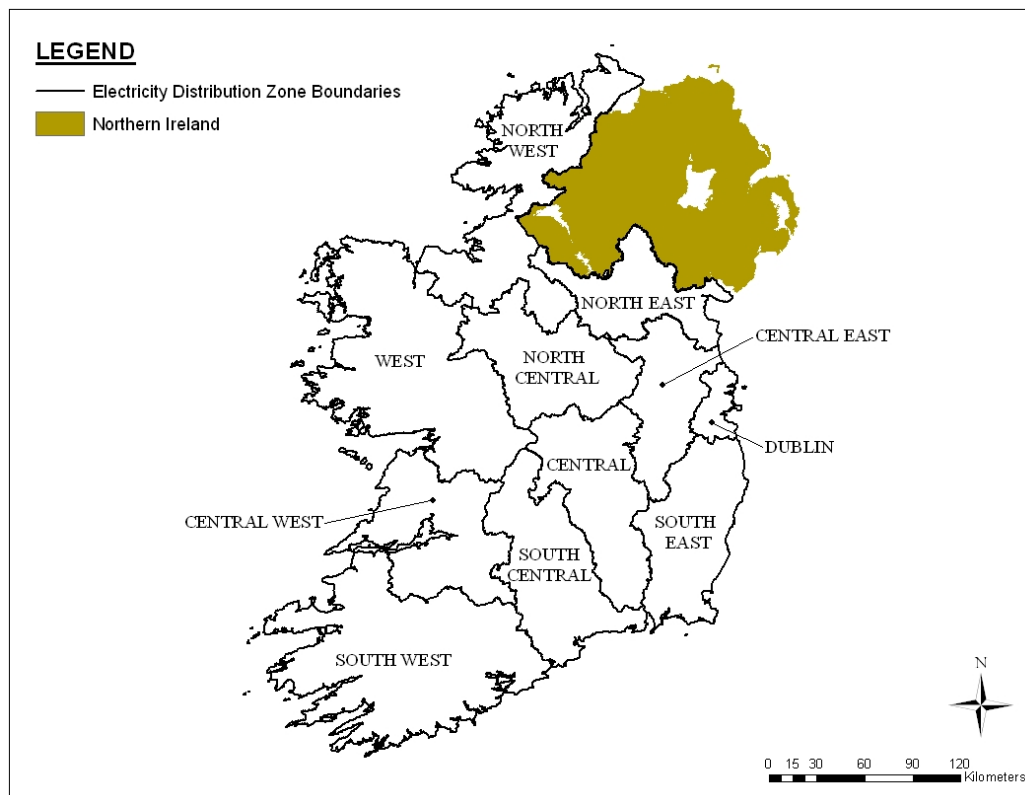 LEGEND
Electricity Distribution Zone Boundaries
Northern Ireland
NORTH
WEST
NORTH EAST
CENTRAL EAST
WEST
NORTH
CENTRAL
DUBLIN
CENTRAL
CENTRAL WEST
SOUTH
EAST
SOUTH
CENTRAL
SOUTH WEST
N
0 15 30 60 90 120
Kilometers